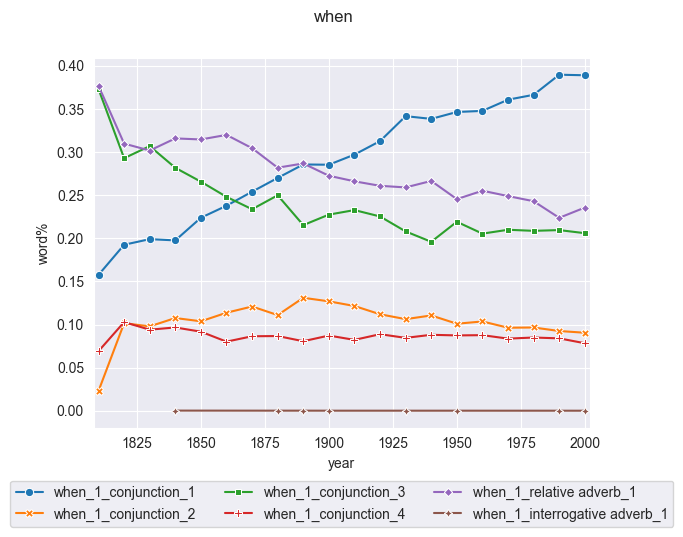 when
0.40
0.35
0.30
0.25
0.20
0.15
0.10
0.05
0.00
word%
1825 1850 1875 1900 1925 1950 1975 2000
year
when_1_conjunction_1 when_1_conjunction_3 when_1_relative adverb_1
when_1_conjunction_2 when_1_conjunction_4 when_1_interrogative adverb_1